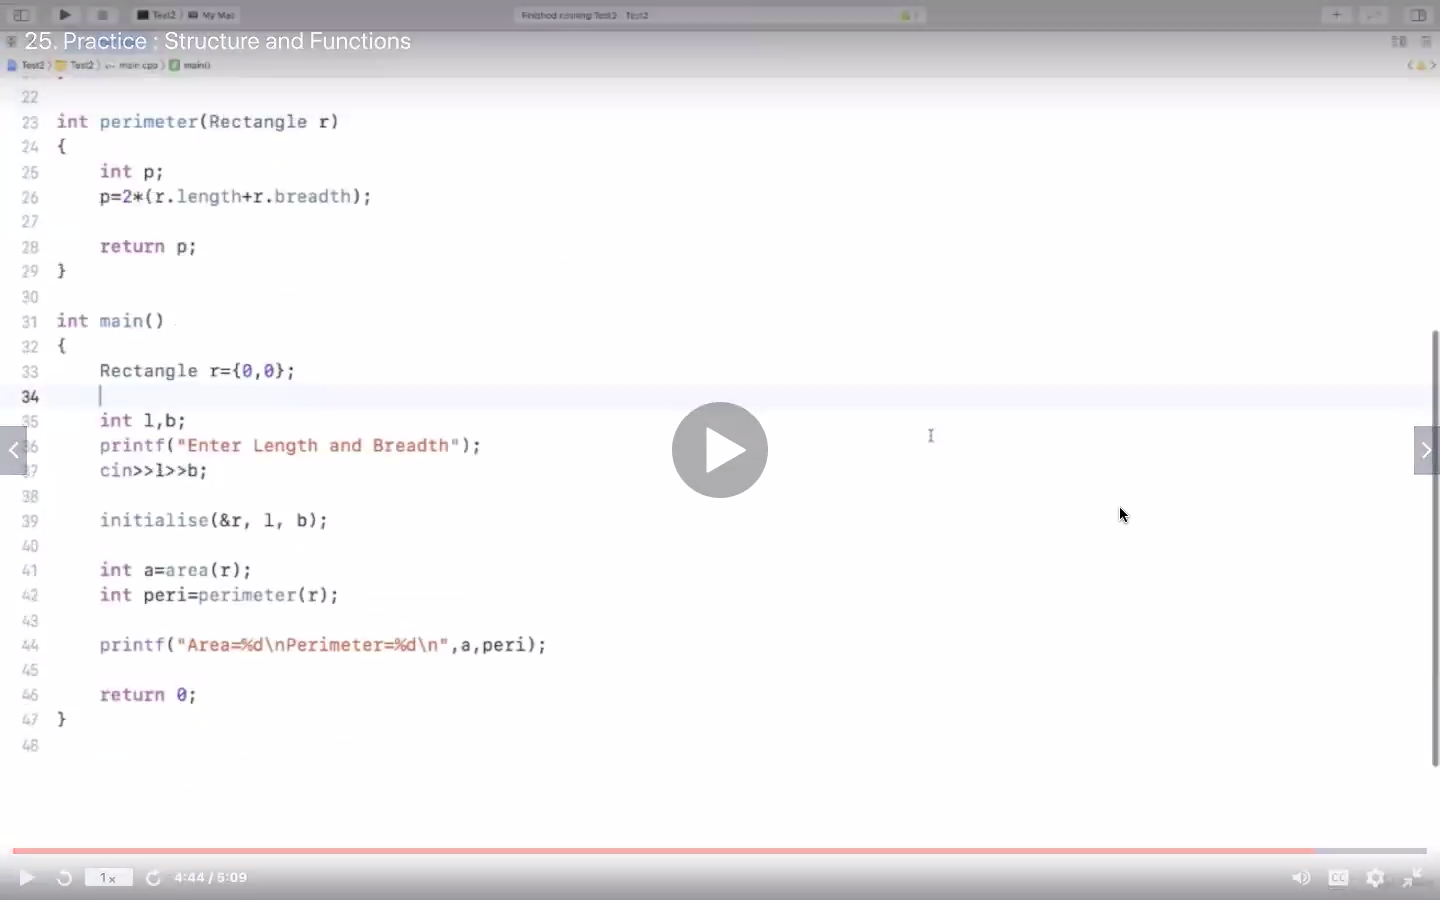 Test2 My Mac Finished running Test2 : Test2
25. Practice : Structure and Functions
Test2 Test2 main.cpp main()
22
23 int perimeter(Rectangle r)
24 {
25 int p;
26 p=2*(r.length+r.breadth);
27
28 return p;
29 }
30
31 int main()
32 {
33 Rectangle r={0,0};
34
35 int l,b;
36 printf("Enter Length and Breadth");
37 cin>>l>>b;
38
39 initialise(&r, l, b);
40
41 int a=area(r);
42 int peri=perimeter(r);
43
44 printf("Area=%d\nPerimeter=%d\n",a,peri);
45
46 return 0;
47 }
48
1x 4:44 / 5:09 CC